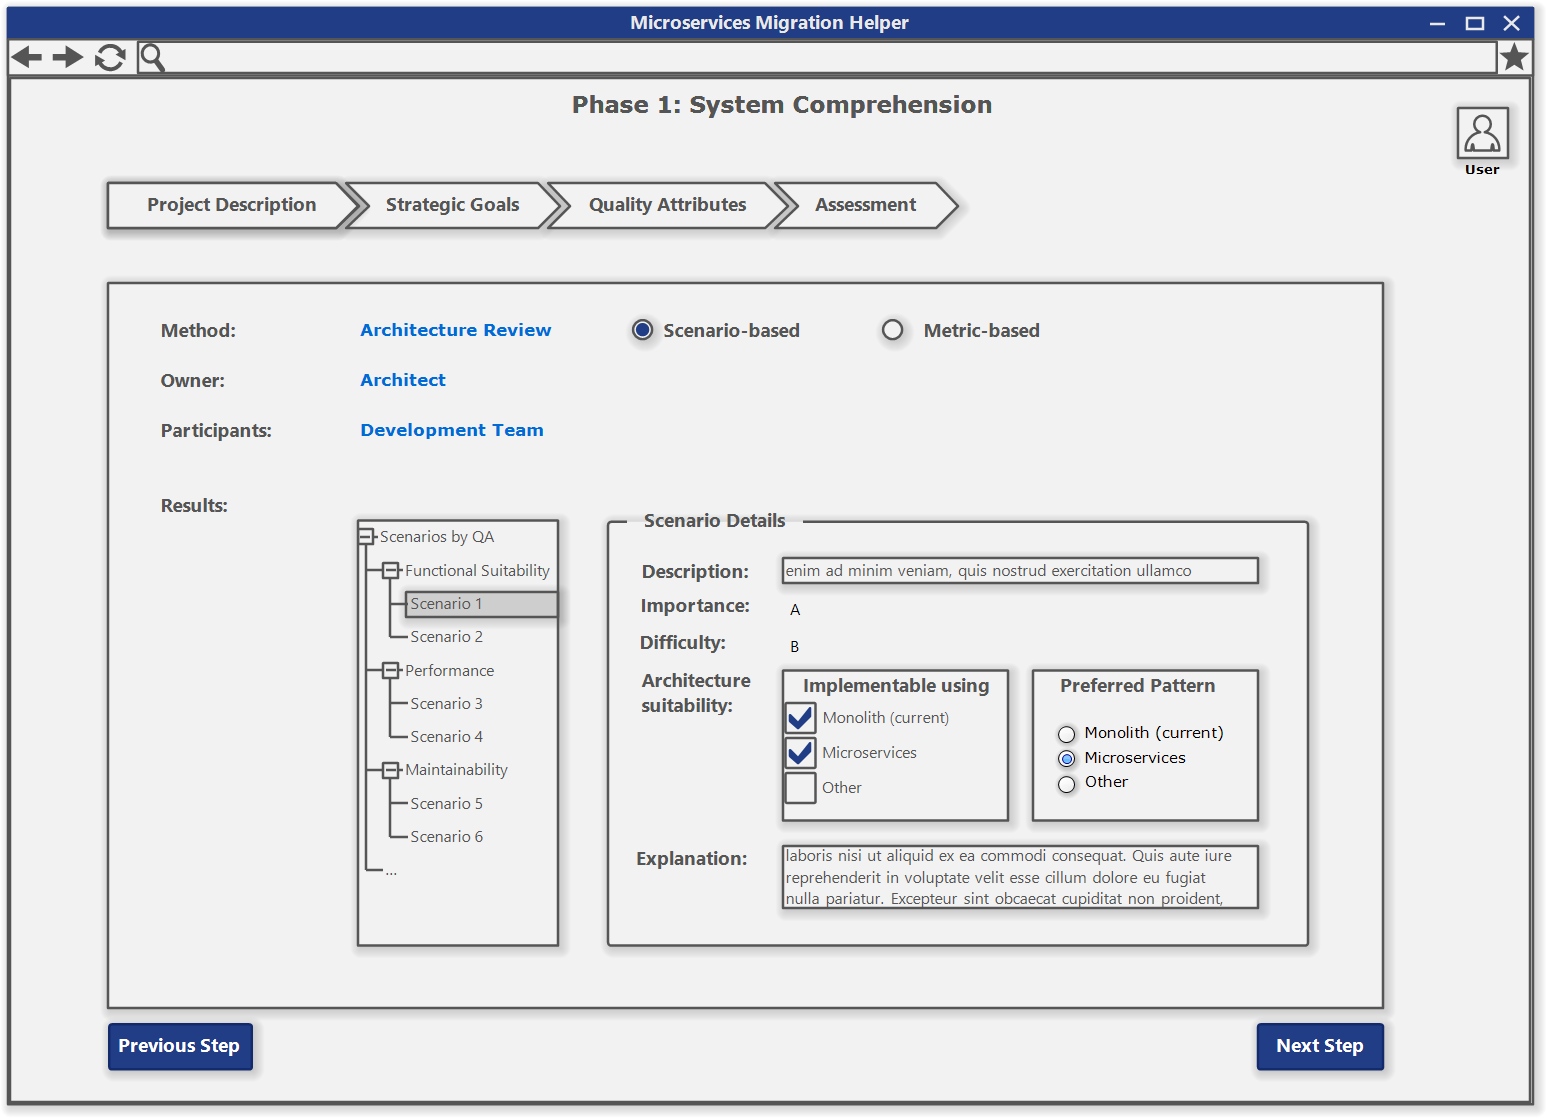 Microservices Migration Helper
Phase 1: System Comprehension
User
Project Description
Strategic Goals
Quality Attributes
Assessment
Method:
Architecture Review
Scenario-based
Metric-based
Owner:
Architect
Participants:
Development Team
Results:
Scenarios by QA
Functional Suitability
Scenario 1
Scenario 2
Performance
Scenario 3
Scenario 4
Maintainability
Scenario 5
Scenario 6
...
Scenario Details
Description:
enim ad minim veniam, quis nostrud exercitation ullamco
Importance:
A
Difficulty:
B
Architecture
suitability:
Implementable using
Monolith (current)
Microservices
Other
Preferred Pattern
Monolith (current)
Microservices
Other
Explanation:
laboris nisi ut aliquid ex ea commodi consequat. Quis aute iure
reprehenderit in voluptate velit esse cillum dolore eu fugiat
nulla pariatur. Excepteur sint obcaecat cupiditat non proident,
Previous Step
Next Step